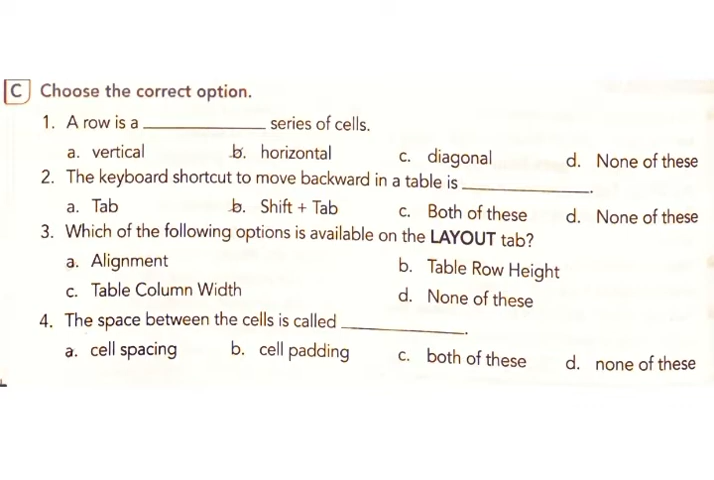 C Choose the correct option.
1. A row is a ____________ series of cells.
a. vertical b. horizontal c. diagonal d. None of these
2. The keyboard shortcut to move backward in a table is ____________.
a. Tab b. Shift + Tab c. Both of these d. None of these
3. Which of the following options is available on the LAYOUT tab?
a. Alignment b. Table Row Height
c. Table Column Width d. None of these
4. The space between the cells is called ____________.
a. cell spacing b. cell padding c. both of these d. none of these